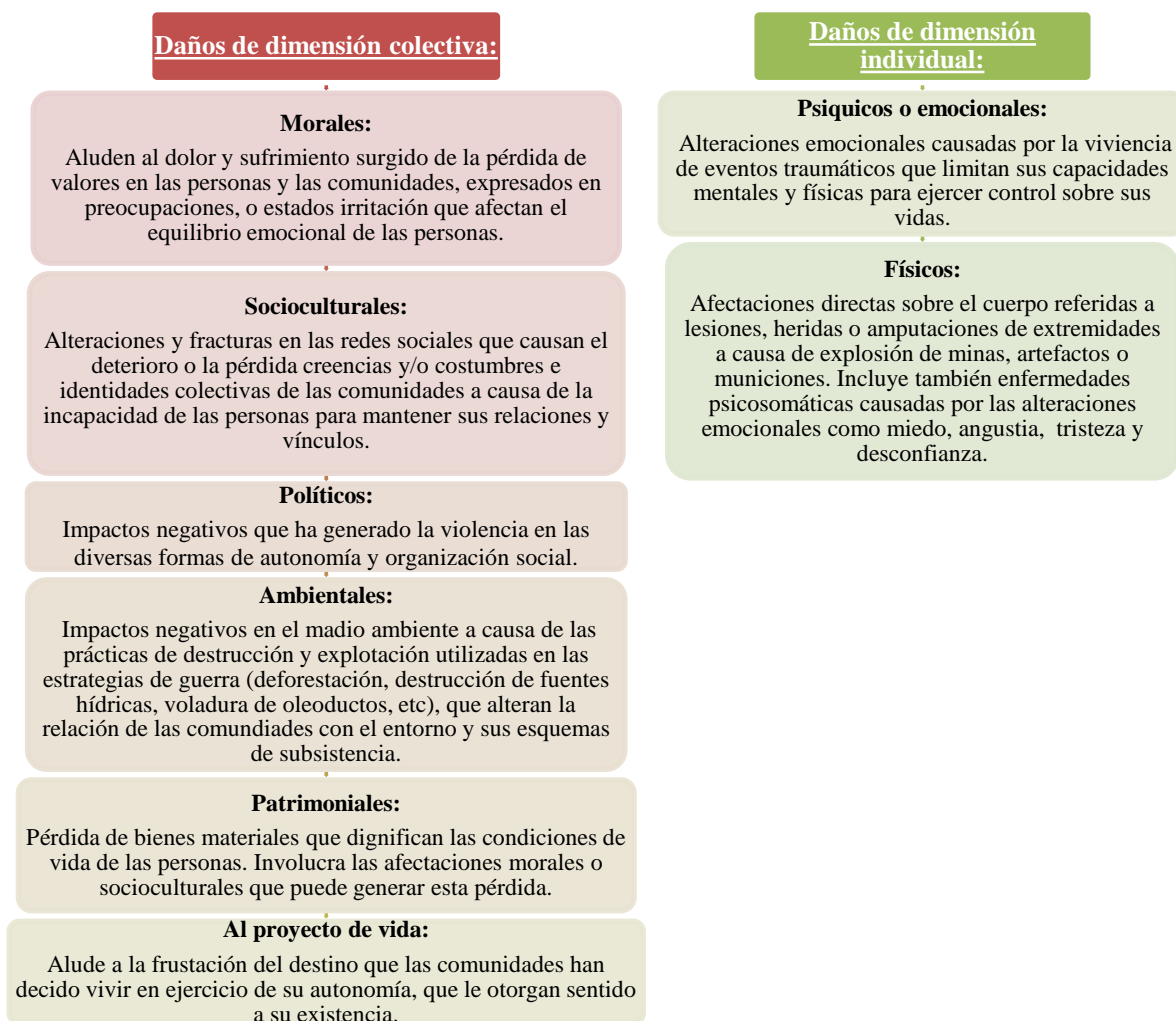 Daños de dimensión colectiva:
Morales:
Aluden al dolor y sufrimiento surgido de la pérdida de
valores en las personas y las comunidades, expresados en
preocupaciones, o estados irritación que afectan el
equilibrio emocional de las personas.
Socioculturales:
Alteraciones y fracturas en las redes sociales que causan el
deterioro o la pérdida creencias y/o costumbres e
identidades colectivas de las comunidades a causa de la
incapacidad de las personas para mantener sus relaciones y
vínculos.
Políticos:
Impactos negativos que ha generado la violencia en las
diversas formas de autonomía y organización social.
Ambientales:
Impactos negativos en el madio ambiente a causa de las
prácticas de destrucción y explotación utilizadas en las
estrategias de guerra (deforestación, destrucción de fuentes
hídricas, voladura de oleoductos, etc), que alteran la
relación de las comundiades con el entorno y sus esquemas
de subsistencia.
Patrimoniales:
Pérdida de bienes materiales que dignifican las condiciones de
vida de las personas. Involucra las afectaciones morales o
socioculturales que puede generar esta pérdida.
Al proyecto de vida:
Alude a la frustación del destino que las comunidades han
decido vivir en ejercicio de su autonomía, que le otorgan sentido
a su existencia.
Daños de dimensión
individual:
Psiquicos o emocionales:
Alteraciones emocionales causadas por la viviencia
de eventos traumáticos que limitan sus capacidades
mentales y físicas para ejercer control sobre sus
vidas.
Físicos:
Afectaciones directas sobre el cuerpo referidas a
lesiones, heridas o amputaciones de extremidades
a causa de explosión de minas, artefactos o
municiones. Incluye también enfermedades
psicosomáticas causadas por las alteraciones
emocionales como miedo, angustia, tristeza y
desconfianza.